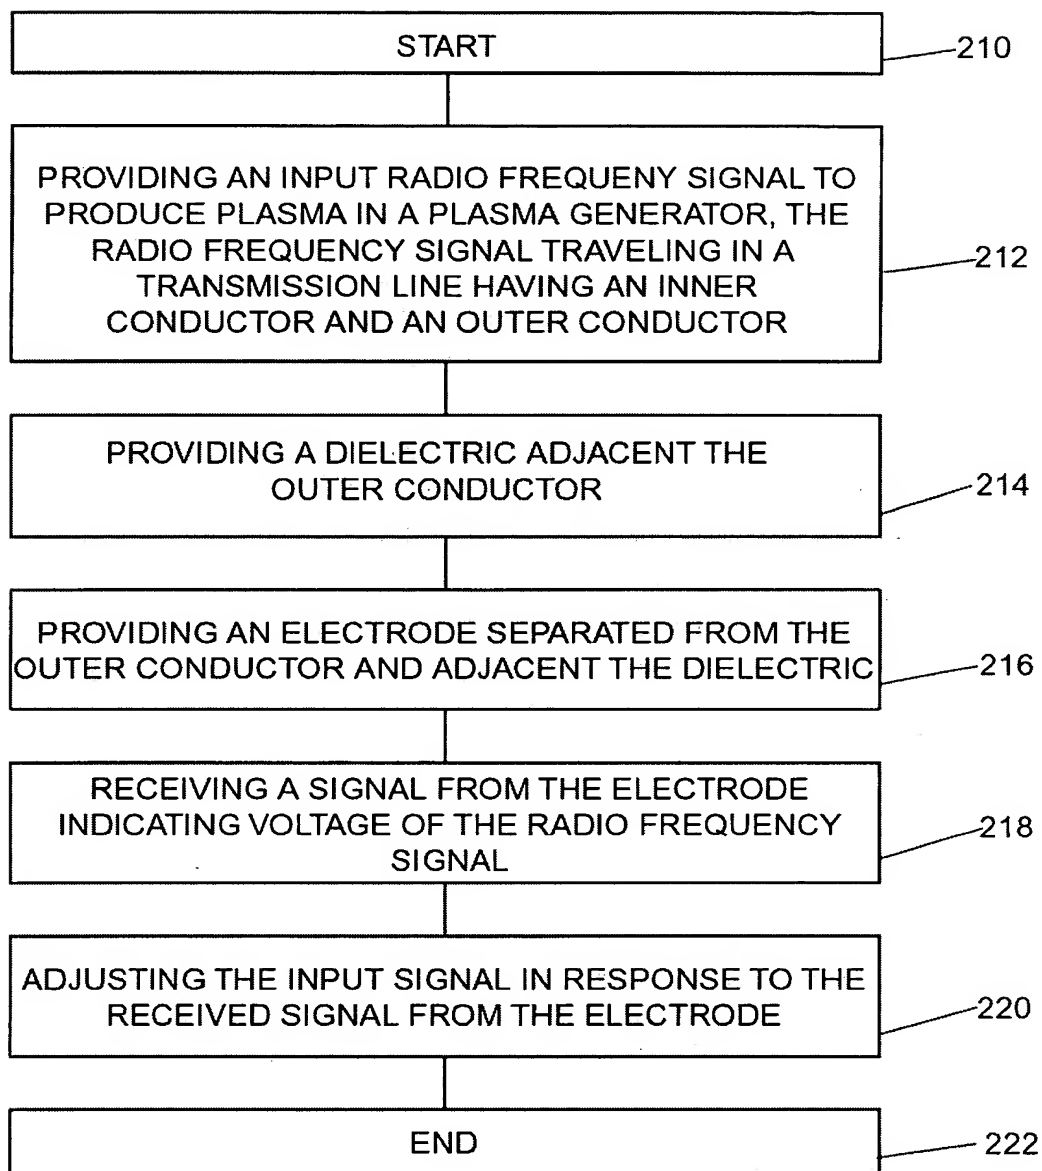 START
210
PROVIDING AN INPUT RADIO FREQUENY SIGNAL TO
PRODUCE PLASMA IN A PLASMA GENERATOR, THE
RADIO FREQUENCY SIGNAL TRAVELING IN A
TRANSMISSION LINE HAVING AN INNER
CONDUCTOR AND AN OUTER CONDUCTOR
212
PROVIDING A DIELECTRIC ADJACENT THE
OUTER CONDUCTOR
214
PROVIDING AN ELECTRODE SEPARATED FROM THE
OUTER CONDUCTOR AND ADJACENT THE DIELECTRIC
216
RECEIVING A SIGNAL FROM THE ELECTRODE
INDICATING VOLTAGE OF THE RADIO FREQUENCY
SIGNAL
218
ADJUSTING THE INPUT SIGNAL IN RESPONSE TO THE
RECEIVED SIGNAL FROM THE ELECTRODE
220
END
222